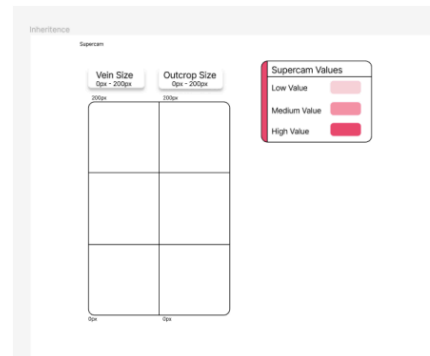 Inheritence
Supercam
Vein Size
0px - 200px
Outcrop Size
0px - 200px
200px
200px
0px
0px
Supercam Values
Low Value
Medium Value
High Value